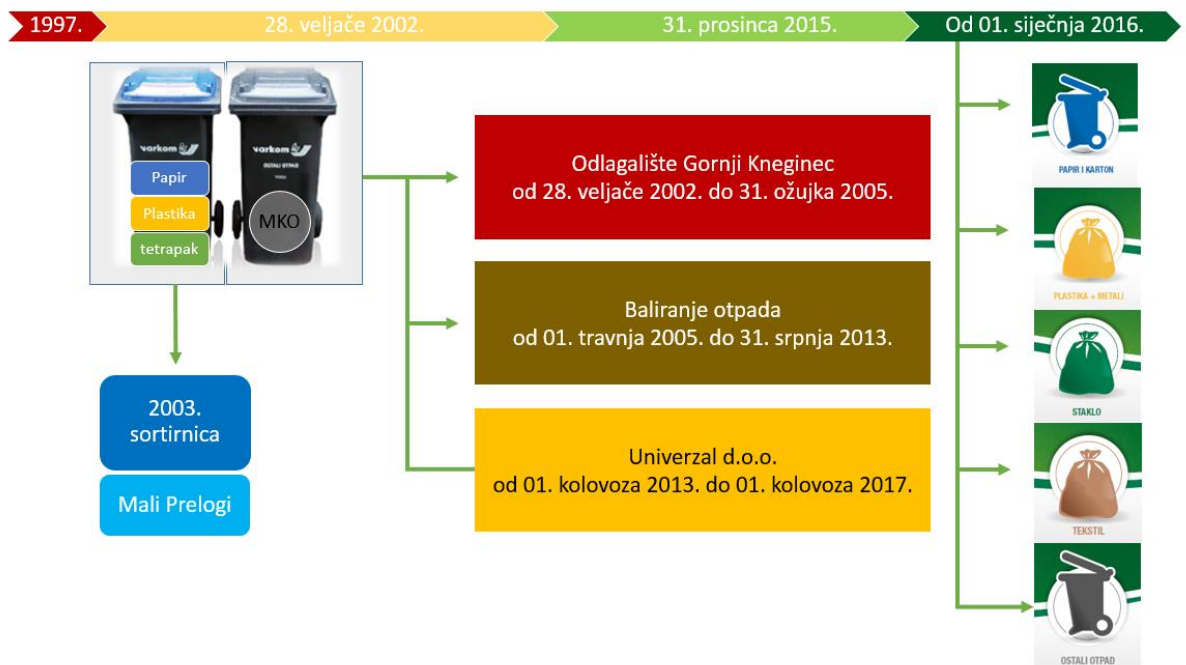 1997.
28. veljače 2002.
31. prosinca 2015.
Od 01. siječnja 2016.
varkom
Papir
Plastika
tetrapak
varkom
OSTALI OTPAD
MKO
2003.
sortirnica
Mali Prelogi
Odlagalište Gornji Kneginec
od 28. veljače 2002. do 31. ožujka 2005.
Baliranje otpada
od 01. travnja 2005. do 31. srpnja 2013.
Univerzal d.o.o.
od 01. kolovoza 2013. do 01. kolovoza 2017.
PAPIR I KARTON
PLASTIKA + METALI
STAKLO
TEKSTIL
OSTALI OTPAD